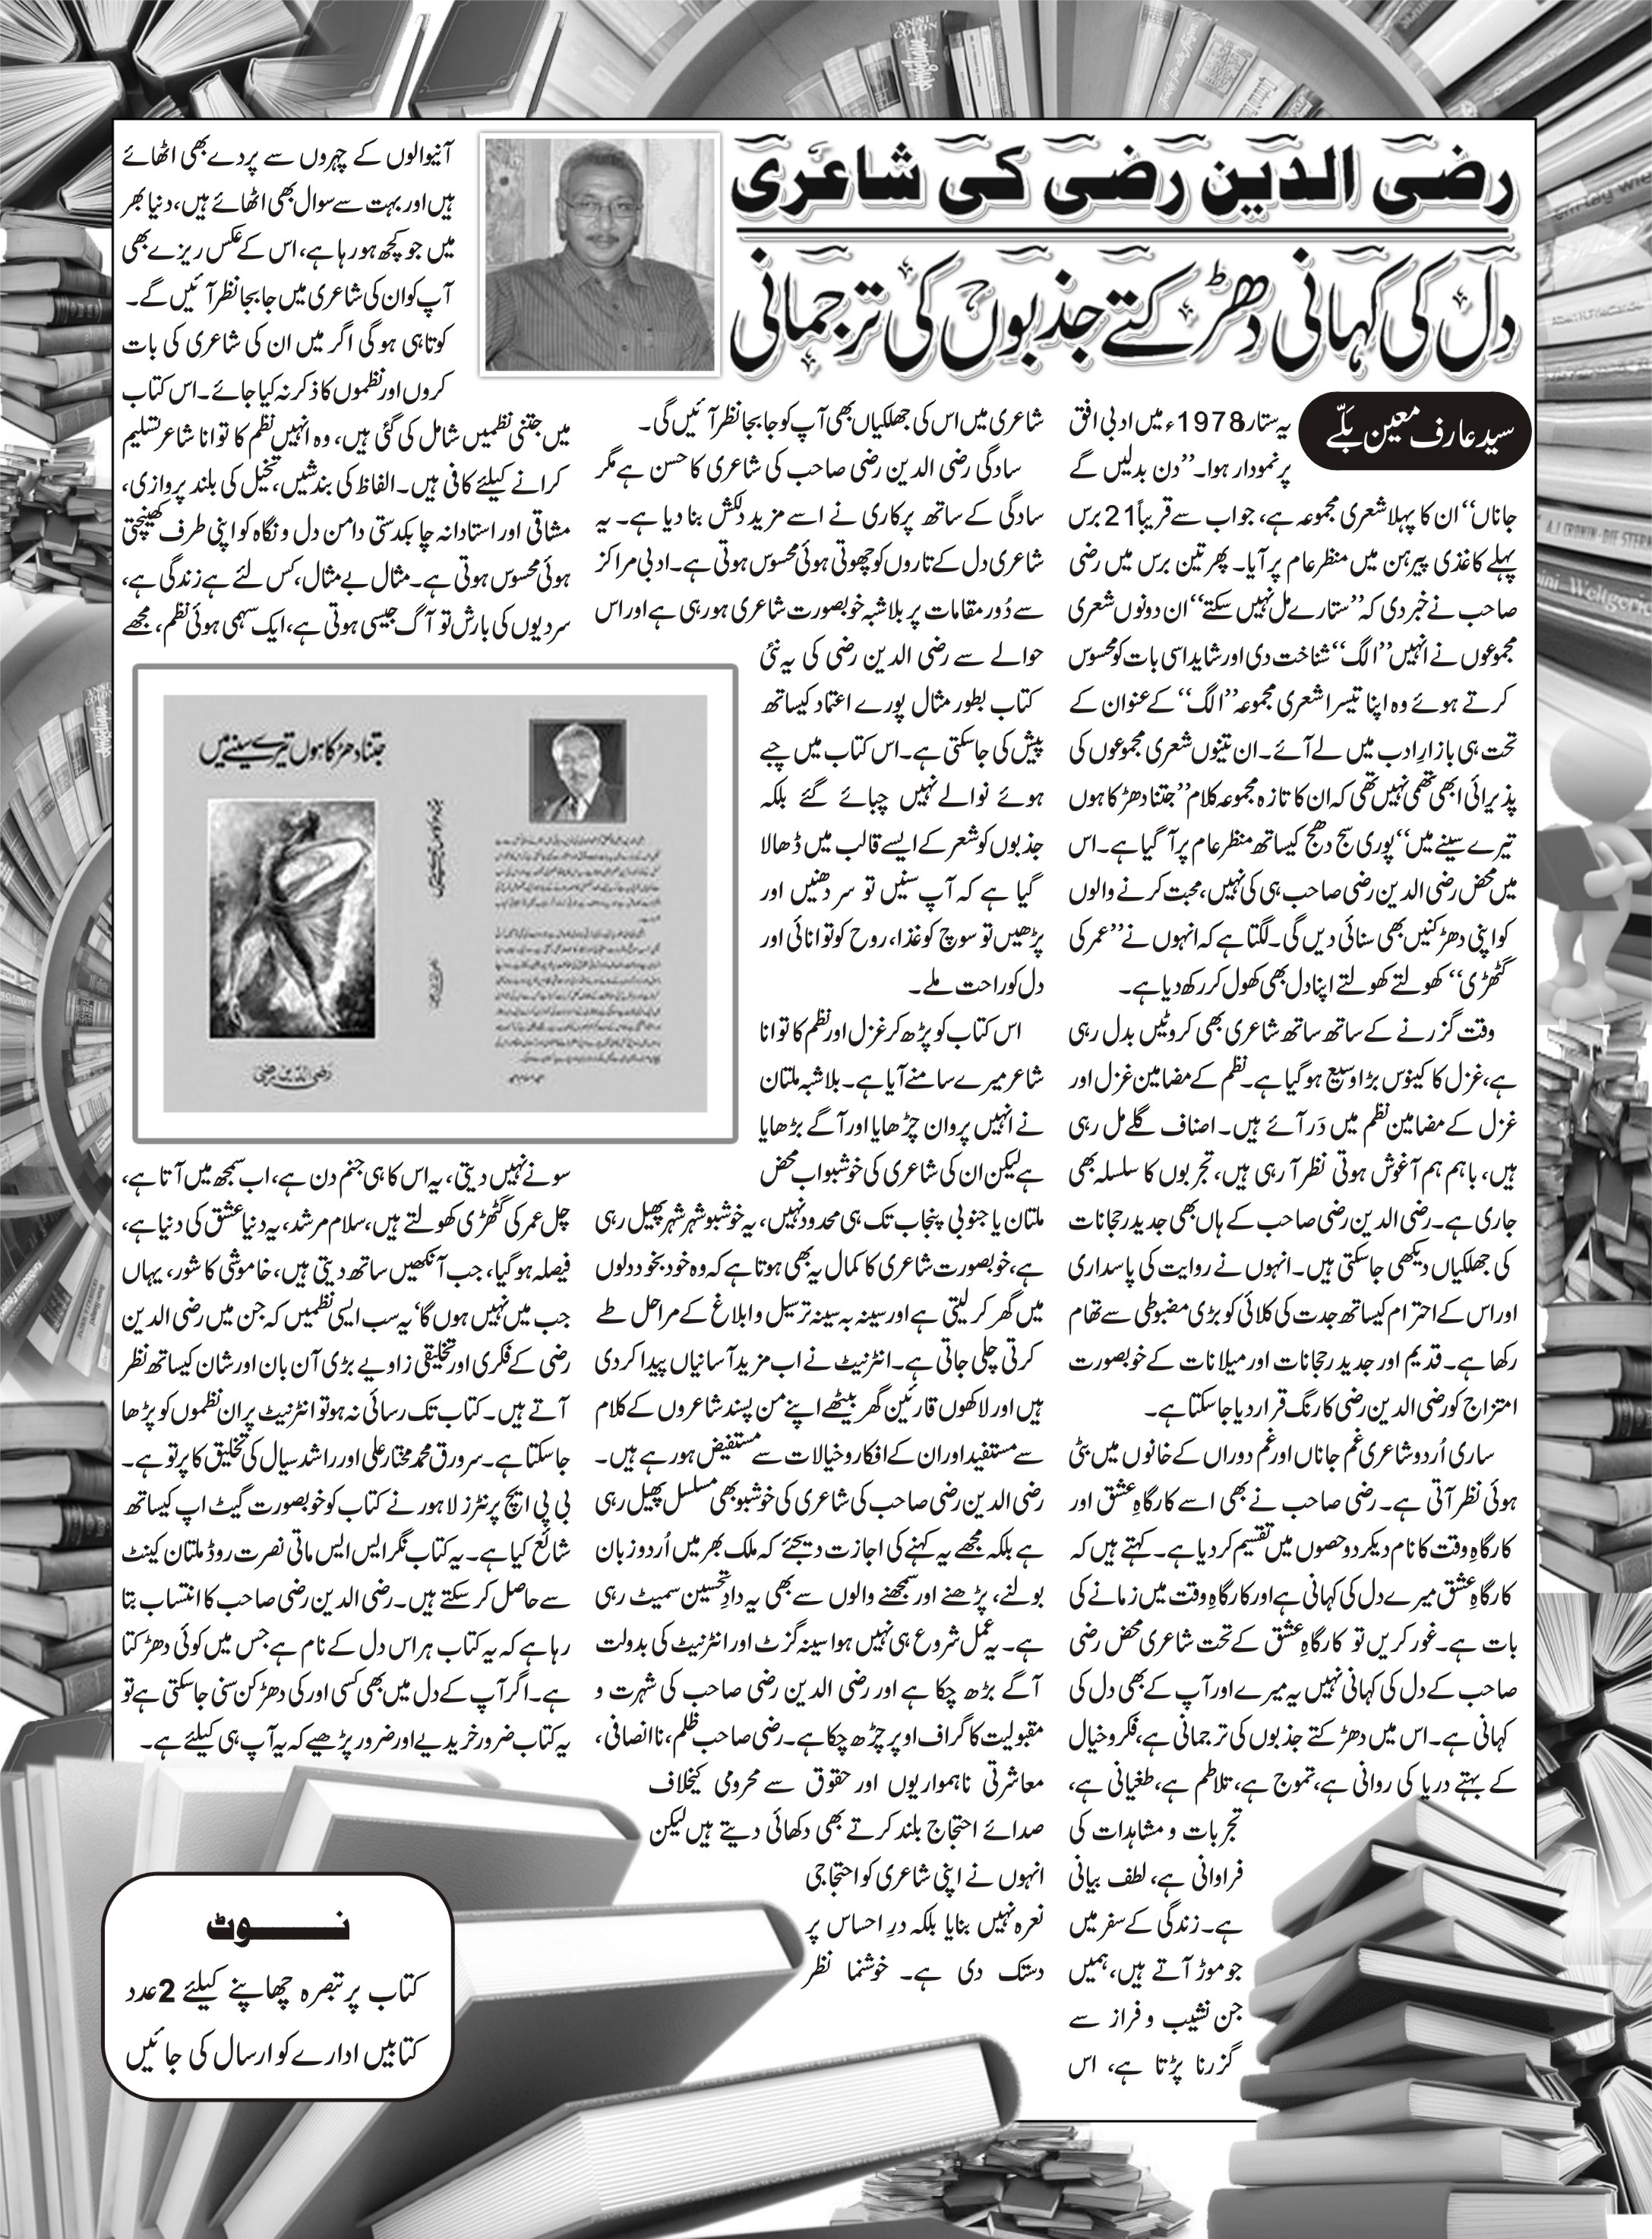 رضی الدین رضی کی شاعری
دل کی کہانی دھڑکتے جذبوں کی ترجمانی
سید عارف معین بلّے
یہ ستارہ 1978ء میں ادبی افق
پر نمودار ہوا۔’’دن بدلیں گے
جاناں‘‘ ان کا پہلا شعری مجموعہ ہے، جو اب سے قریباً 21 برس
پہلے کاغذی پیرہن میں منظر عام پر آیا۔ پھر تین برس میں رضی
صاحب نے خبر دی کہ ’’ستارے مل نہیں سکتے‘‘ ان دونوں شعری
مجموعوں نے انہیں ’’الگ‘‘ شناخت دی اور شاید اسی بات کو محسوس
کرتے ہوئے وہ اپنا تیسرا شعری مجموعہ ’’الگ‘‘ کے عنوان کے
تحت ہی بازارِ ادب میں لے آئے۔ ان تینوں شعری مجموعوں کی
پذیرائی ابھی تھمی نہیں تھی کہ ان کا تازہ مجموعہ کلام ’’جتنا دھڑکا ہوں
تیرے سینے میں‘‘ پوری سج دھج کیساتھ منظر عام پر آ گیا ہے۔ اس
میں محض رضی الدین رضی صاحب ہی کی نہیں، محبت کرنے والوں
کو اپنی دھڑکنیں بھی سنائی دیں گی۔ لگتا ہے کہ انہوں نے ’’عمر کی
گٹھڑی‘‘ کھولتے کھولتے اپنا دل بھی کھول کر رکھ دیا ہے۔
وقت گزرنے کے ساتھ ساتھ شاعری بھی کروٹیں بدل رہی
ہے، غزل کا کینوس بڑا وسیع ہو گیا ہے۔ نظم کے مضامین غزل اور
غزل کے مضامین نظم میں دَر آئے ہیں۔ اصناف گلے مل رہی
ہیں، باہم ہم آغوش ہوتی نظر آ رہی ہیں، تجربوں کا سلسلہ بھی
جاری ہے۔ رضی الدین رضی صاحب کے ہاں بھی جدید رجحانات
کی جھلکیاں دیکھی جا سکتی ہیں۔ انہوں نے روایت کی پاسداری
اور اس کے احترام کیساتھ جدت کی کلائی کو بڑی مضبوطی سے تھام
رکھا ہے۔ قدیم اور جدید رجحانات اور میلانات کے خوبصورت
امتزاج کو رضی الدین رضی کا رنگ قرار دیا جا سکتا ہے۔
ساری اُردو شاعری غم جاناں اور غم دوراں کے خانوں میں بٹی
ہوئی نظر آتی ہے۔ رضی صاحب نے بھی اسے کارگاہِ عشق اور
کارگاہِ وقت کا نام دیکر دو حصوں میں تقسیم کر دیا ہے۔ کہتے ہیں کہ
کارگاہِ عشق میرے دل کی کہانی ہے اور کارگاہِ وقت میں زمانے کی
بات ہے۔ غور کریں تو کارگاہِ عشق کے تحت شاعری محض رضی
صاحب کے دل کی کہانی نہیں یہ میرے اور آپ کے بھی دل کی
کہانی ہے۔ اس میں دھڑکتے جذبوں کی ترجمانی ہے، فکر و خیال
کے بہتے دریا کی روانی ہے، تموج ہے، تلاطم ہے، طغیانی ہے،
تجربات و مشاہدات کی
فراوانی ہے، لطف بیانی
ہے۔ زندگی کے سفر میں
جو موڑ آتے ہیں، ہمیں
جن نشیب و فراز سے
گزرنا پڑتا ہے، اس
شاعری میں اس کی جھلکیاں بھی آپ کو جا بجا نظر آئیں گی۔
سادگی رضی الدین رضی صاحب کی شاعری کا حسن ہے مگر
سادگی کے ساتھ پرکاری نے اسے مزید دلکش بنا دیا ہے۔ یہ
شاعری دل کے تاروں کو چھوتی ہوئی محسوس ہوتی ہے۔ ادبی مراکز
سے دُور مقامات پر بلاشبہ خوبصورت شاعری ہو رہی ہے اور اس
حوالے سے رضی الدین رضی کی یہ نئی
کتاب بطور مثال پورے اعتماد کیساتھ
پیش کی جا سکتی ہے۔ اس کتاب میں چبے
ہوئے نوالے نہیں چبائے گئے بلکہ
جذبوں کو شعر کے ایسے قالب میں ڈھالا
گیا ہے کہ آپ سنیں تو سر دھنیں اور
پڑھیں تو سوچ کو غذا، روح کو توانائی اور
دل کو راحت ملے۔
اس کتاب کو پڑھ کر غزل اور نظم کا توانا
شاعر میرے سامنے آیا ہے۔ بلاشبہ ملتان
نے انہیں پروان چڑھایا اور آگے بڑھایا
ہے لیکن ان کی شاعری کی خوشبو اب محض
ملتان یا جنوبی پنجاب تک ہی محدود نہیں، یہ خوشبو شہر شہر پھیل رہی
ہے، خوبصورت شاعری کا کمال یہ بھی ہوتا ہے کہ وہ خود بخود دلوں
میں گھر کر لیتی ہے اور سینہ بہ سینہ ترسیل و ابلاغ کے مراحل طے
کرتی چلی جاتی ہے۔ انٹرنیٹ نے اب مزید آسانیاں پیدا کر دی
ہیں اور لاکھوں قارئین گھر بیٹھے اپنے من پسند شاعروں کے کلام
سے مستفید اور ان کے افکار و خیالات سے مستفیض ہو رہے ہیں۔
رضی الدین رضی صاحب کی شاعری کی خوشبو بھی مسلسل پھیل رہی
ہے بلکہ مجھے یہ کہنے کی اجازت دیجئے کہ ملک بھر میں اُردو زبان
بولنے، پڑھنے اور سمجھنے والوں سے بھی یہ دادِ تحسین سمیٹ رہی
ہے۔ یہ عمل شروع ہی نہیں ہوا سینہ گزٹ اور انٹرنیٹ کی بدولت
آگے بڑھ چکا ہے اور رضی الدین رضی صاحب کی شہرت و
مقبولیت کا گراف اوپر چڑھ چکا ہے۔ رضی صاحب ظلم، ناانصافی،
معاشرتی ناہمواریوں اور حقوق سے محرومی کیخلاف
صدائے احتجاج بلند کرتے بھی دکھائی دیتے ہیں لیکن
انہوں نے اپنی شاعری کو احتجاجی
نعرہ نہیں بنایا بلکہ درِ احساس پر
دستک دی ہے۔ خوشنما نظر
آنیوالوں کے چہروں سے پردے بھی اٹھائے
ہیں اور بہت سے سوال بھی اٹھائے ہیں، دنیا بھر
میں جو کچھ ہو رہا ہے، اس کے عکس ریزے بھی
آپ کو ان کی شاعری میں جا بجا نظر آئیں گے۔
کوتاہی ہو گی اگر میں ان کی شاعری کی بات
کروں اور نظموں کا ذکر نہ کیا جائے۔ اس کتاب
میں جتنی نظمیں شامل کی گئی ہیں، وہ انہیں نظم کا توانا شاعر تسلیم
کرانے کیلئے کافی ہیں۔ الفاظ کی بندشیں، تخیل کی بلند پروازی،
مشاقی اور استادانہ چابکدستی دامن دل و نگاہ کو اپنی طرف کھینچتی
ہوئی محسوس ہوتی ہے۔ مثال بے مثال، کس لئے ہے زندگی ہے،
سردیوں کی بارش تو آگ جیسی ہوتی ہے، ایک سہمی ہوئی نظم، مجھے
جتنا دھڑکا ہوں تیرے سینے میں
رضی الدین رضی
سونے نہیں دیتی، یہ اس کا ہی جنم دن ہے، اب سمجھ میں آتا ہے،
چل عمر کی گٹھڑی کھولتے ہیں، سلام مرشد، یہ دنیا عشق کی دنیا ہے،
فیصلہ ہو گیا، جب آنکھیں ساتھ دیتی ہیں، خاموشی کا شور، یہاں
جب میں نہیں ہوں گا‘ یہ سب ایسی نظمیں کہ جن میں رضی الدین
رضی کے فکری اور تخلیقی زاویے بڑی آن بان اور شان کیساتھ نظر
آتے ہیں۔ کتاب تک رسائی نہ ہو تو انٹرنیٹ پر ان نظموں کو پڑھا
جا سکتا ہے۔ سرورق محمد مختار علی اور راشد سیال کی تخلیق کا پرتو ہے۔
بی پی ایچ پرنٹرز لاہور نے کتاب کو خوبصورت گیٹ اپ کیساتھ
شائع کیا ہے۔ یہ کتاب نگر ایس ایس ماتی نصرت روڈ ملتان کینٹ
سے حاصل کر سکتے ہیں۔ رضی الدین رضی صاحب کا انتساب بتا
رہا ہے کہ یہ کتاب ہر اس دل کے نام ہے جس میں کوئی دھڑکتا
ہے۔ اگر آپ کے دل میں بھی کسی اور کی دھڑکن سنی جا سکتی ہے تو
یہ کتاب ضرور خریدیے اور ضرور پڑھیے کہ یہ آپ ہی کیلئے ہے۔
نــــوٹ
کتاب پر تبصرہ چھاپنے کیلئے 2عدد
کتابیں ادارے کو ارسال کی جائیں